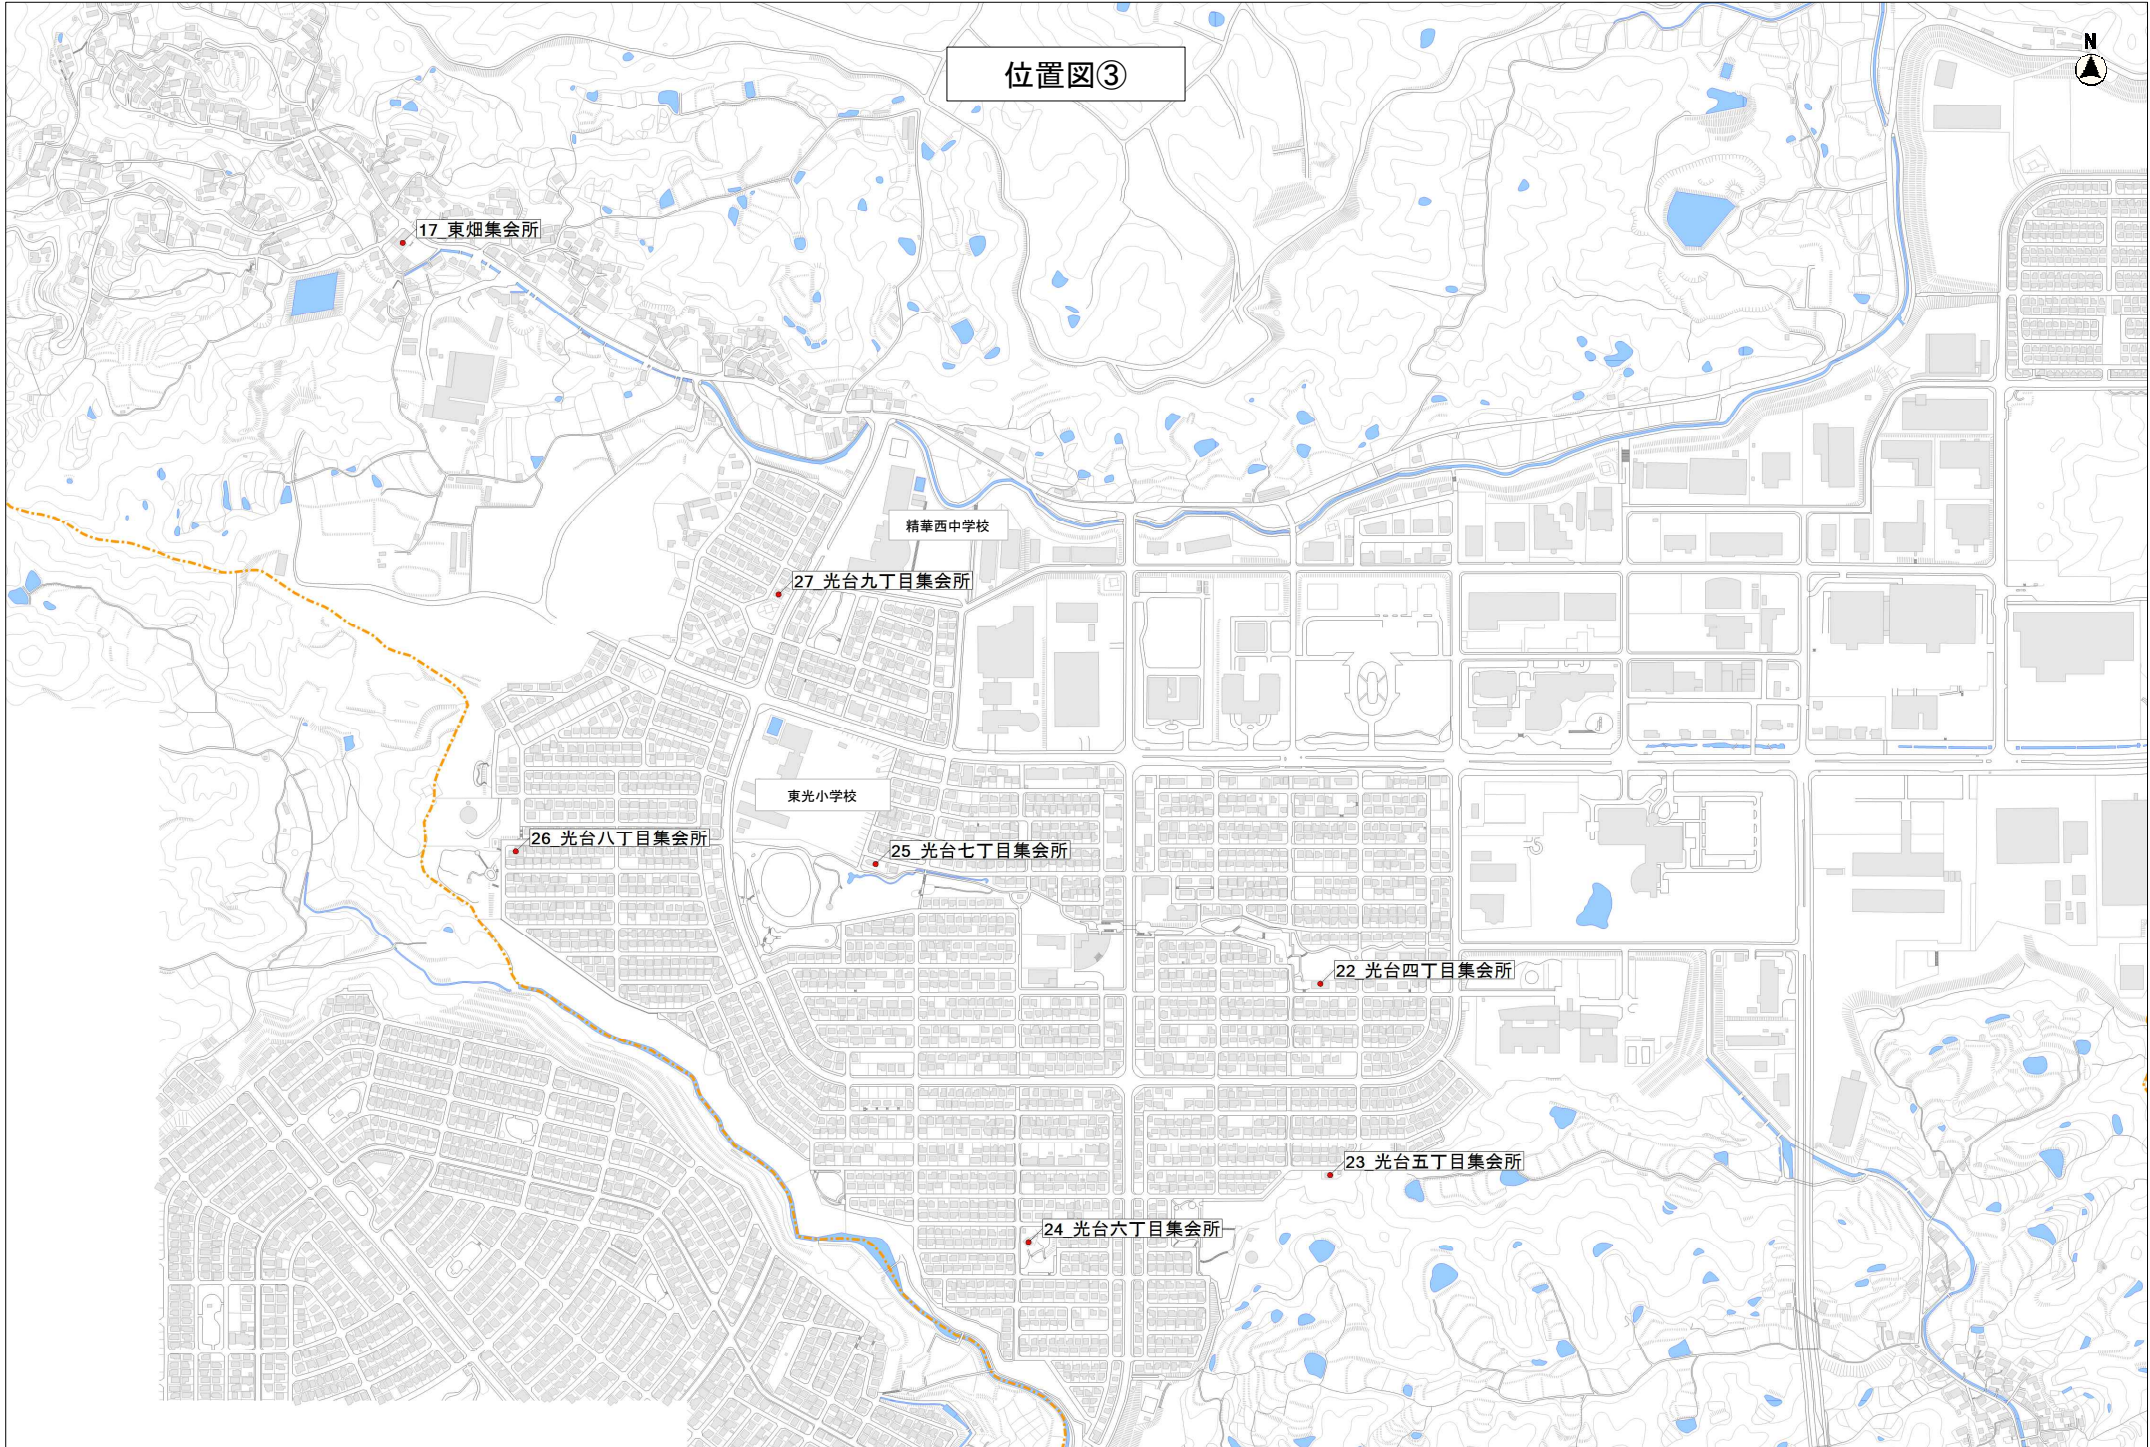 位置図③
N
17_東畑集会所
精華西中学校
27_光台九丁目集会所
東光小学校
26_光台八丁目集会所
25_光台七丁目集会所
22_光台四丁目集会所
23_光台五丁目集会所
24_光台六丁目集会所